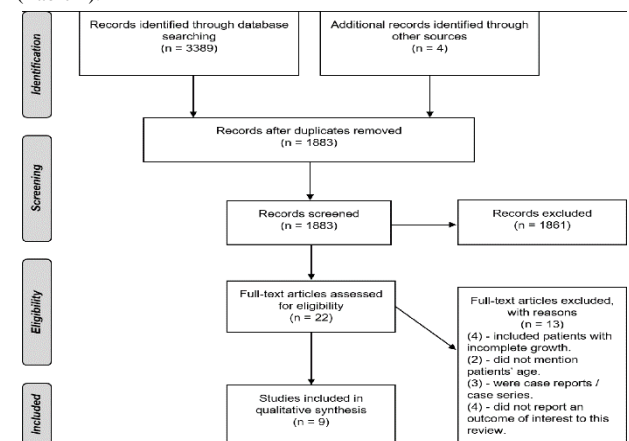 Records identified through database
searching
(n = 3389)
Additional records identified through
other sources
(n = 4)
Identification
Records after duplicates removed
(n = 1883)
Screening
Records screened
(n = 1883)
Records excluded
(n = 1861)
Eligibility
Full-text articles assessed
for eligibility
(n = 22)
Full-text articles excluded,
with reasons
(n = 13)
(4) - included patients with
incomplete growth.
(2) - did not mention
patients' age.
(3) - were case reports /
case series.
(4) - did not report an
outcome of interest to this
review.
Included
Studies included in
qualitative synthesis
(n = 9)